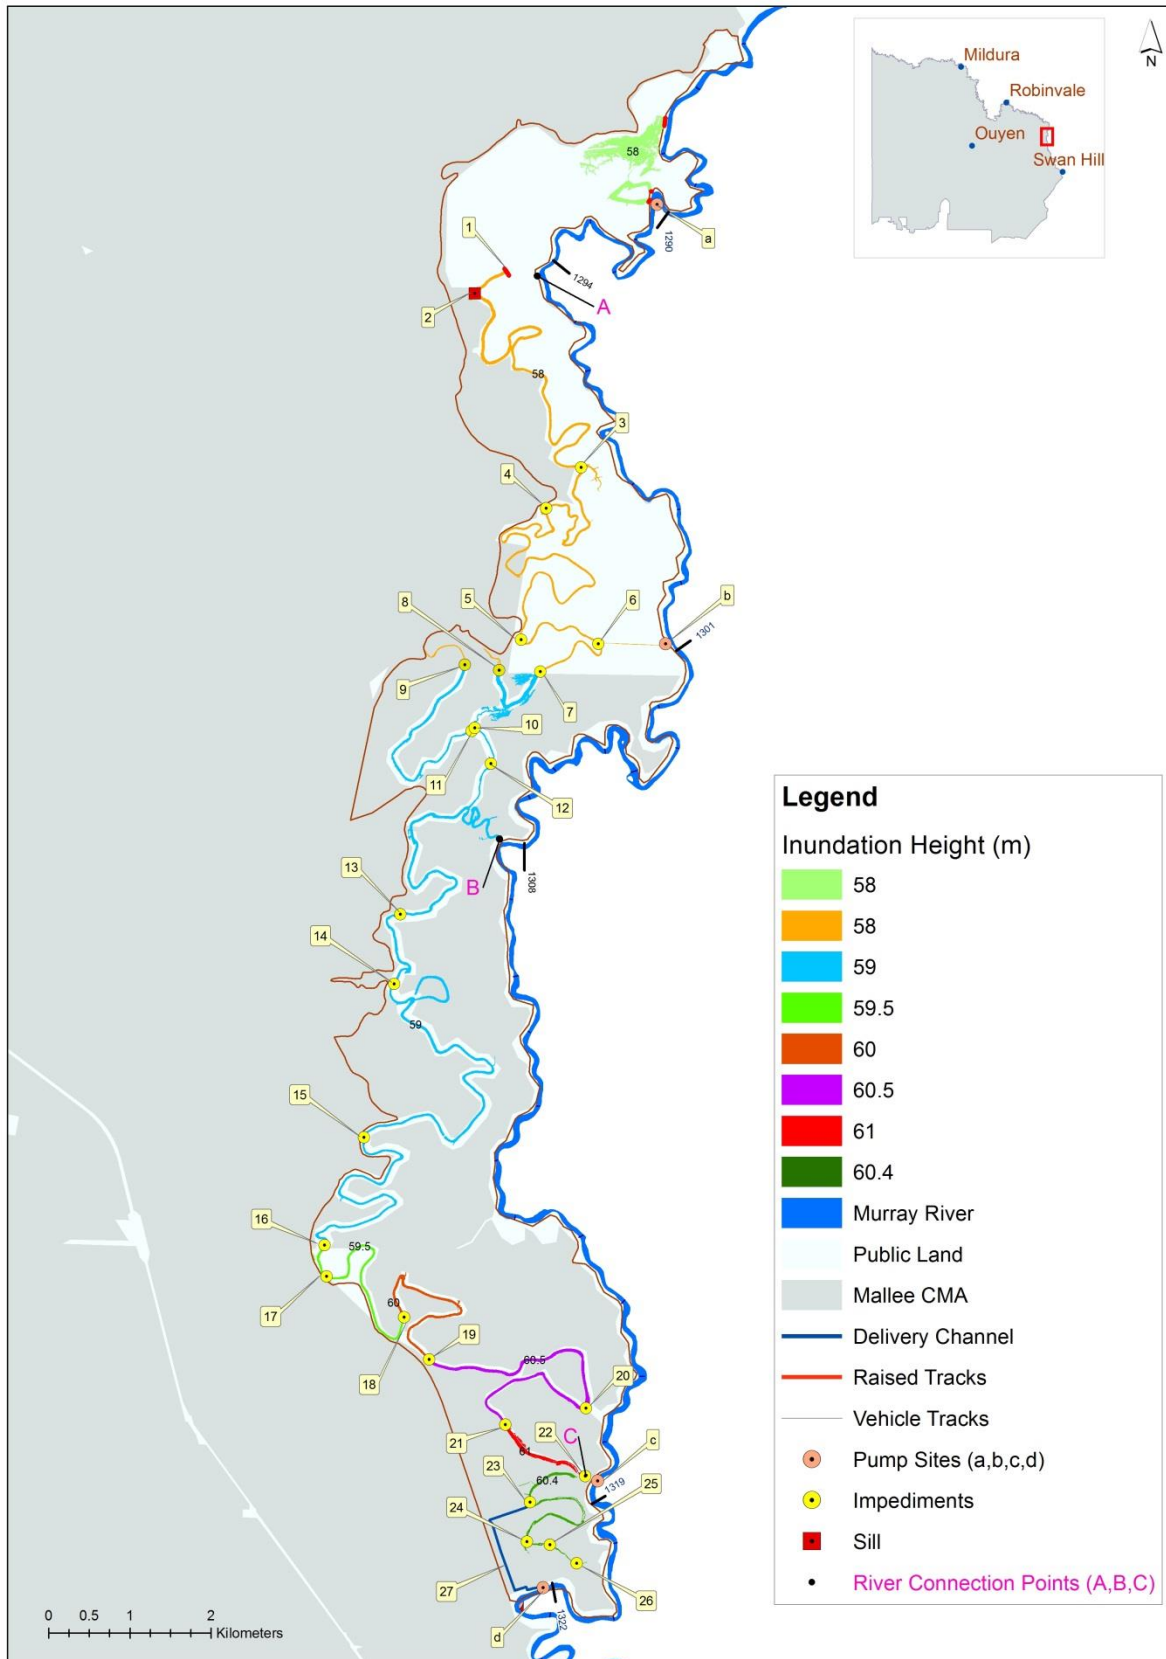 N
Mildura
Robinvale
Ouyen
Swan Hill
58
1290
a
1
1294
A
2
58
3
4
5
8
6
b
1301
9
7
10
11
12
1308
B
13
14
59
15
16
59.5
17
60
18
19
60.5
20
21
22
C
c
61
23
60.4
1319
25
24
27
26
d
1322
0 0.5 1 2
Kilometers
Legend
Inundation Height (m)
58
58
59
59.5
60
60.5
61
60.4
Murray River
Public Land
Mallee CMA
Delivery Channel
Raised Tracks
Vehicle Tracks
Pump Sites (a,b,c,d)
Impediments
Sill
River Connection Points (A,B,C)